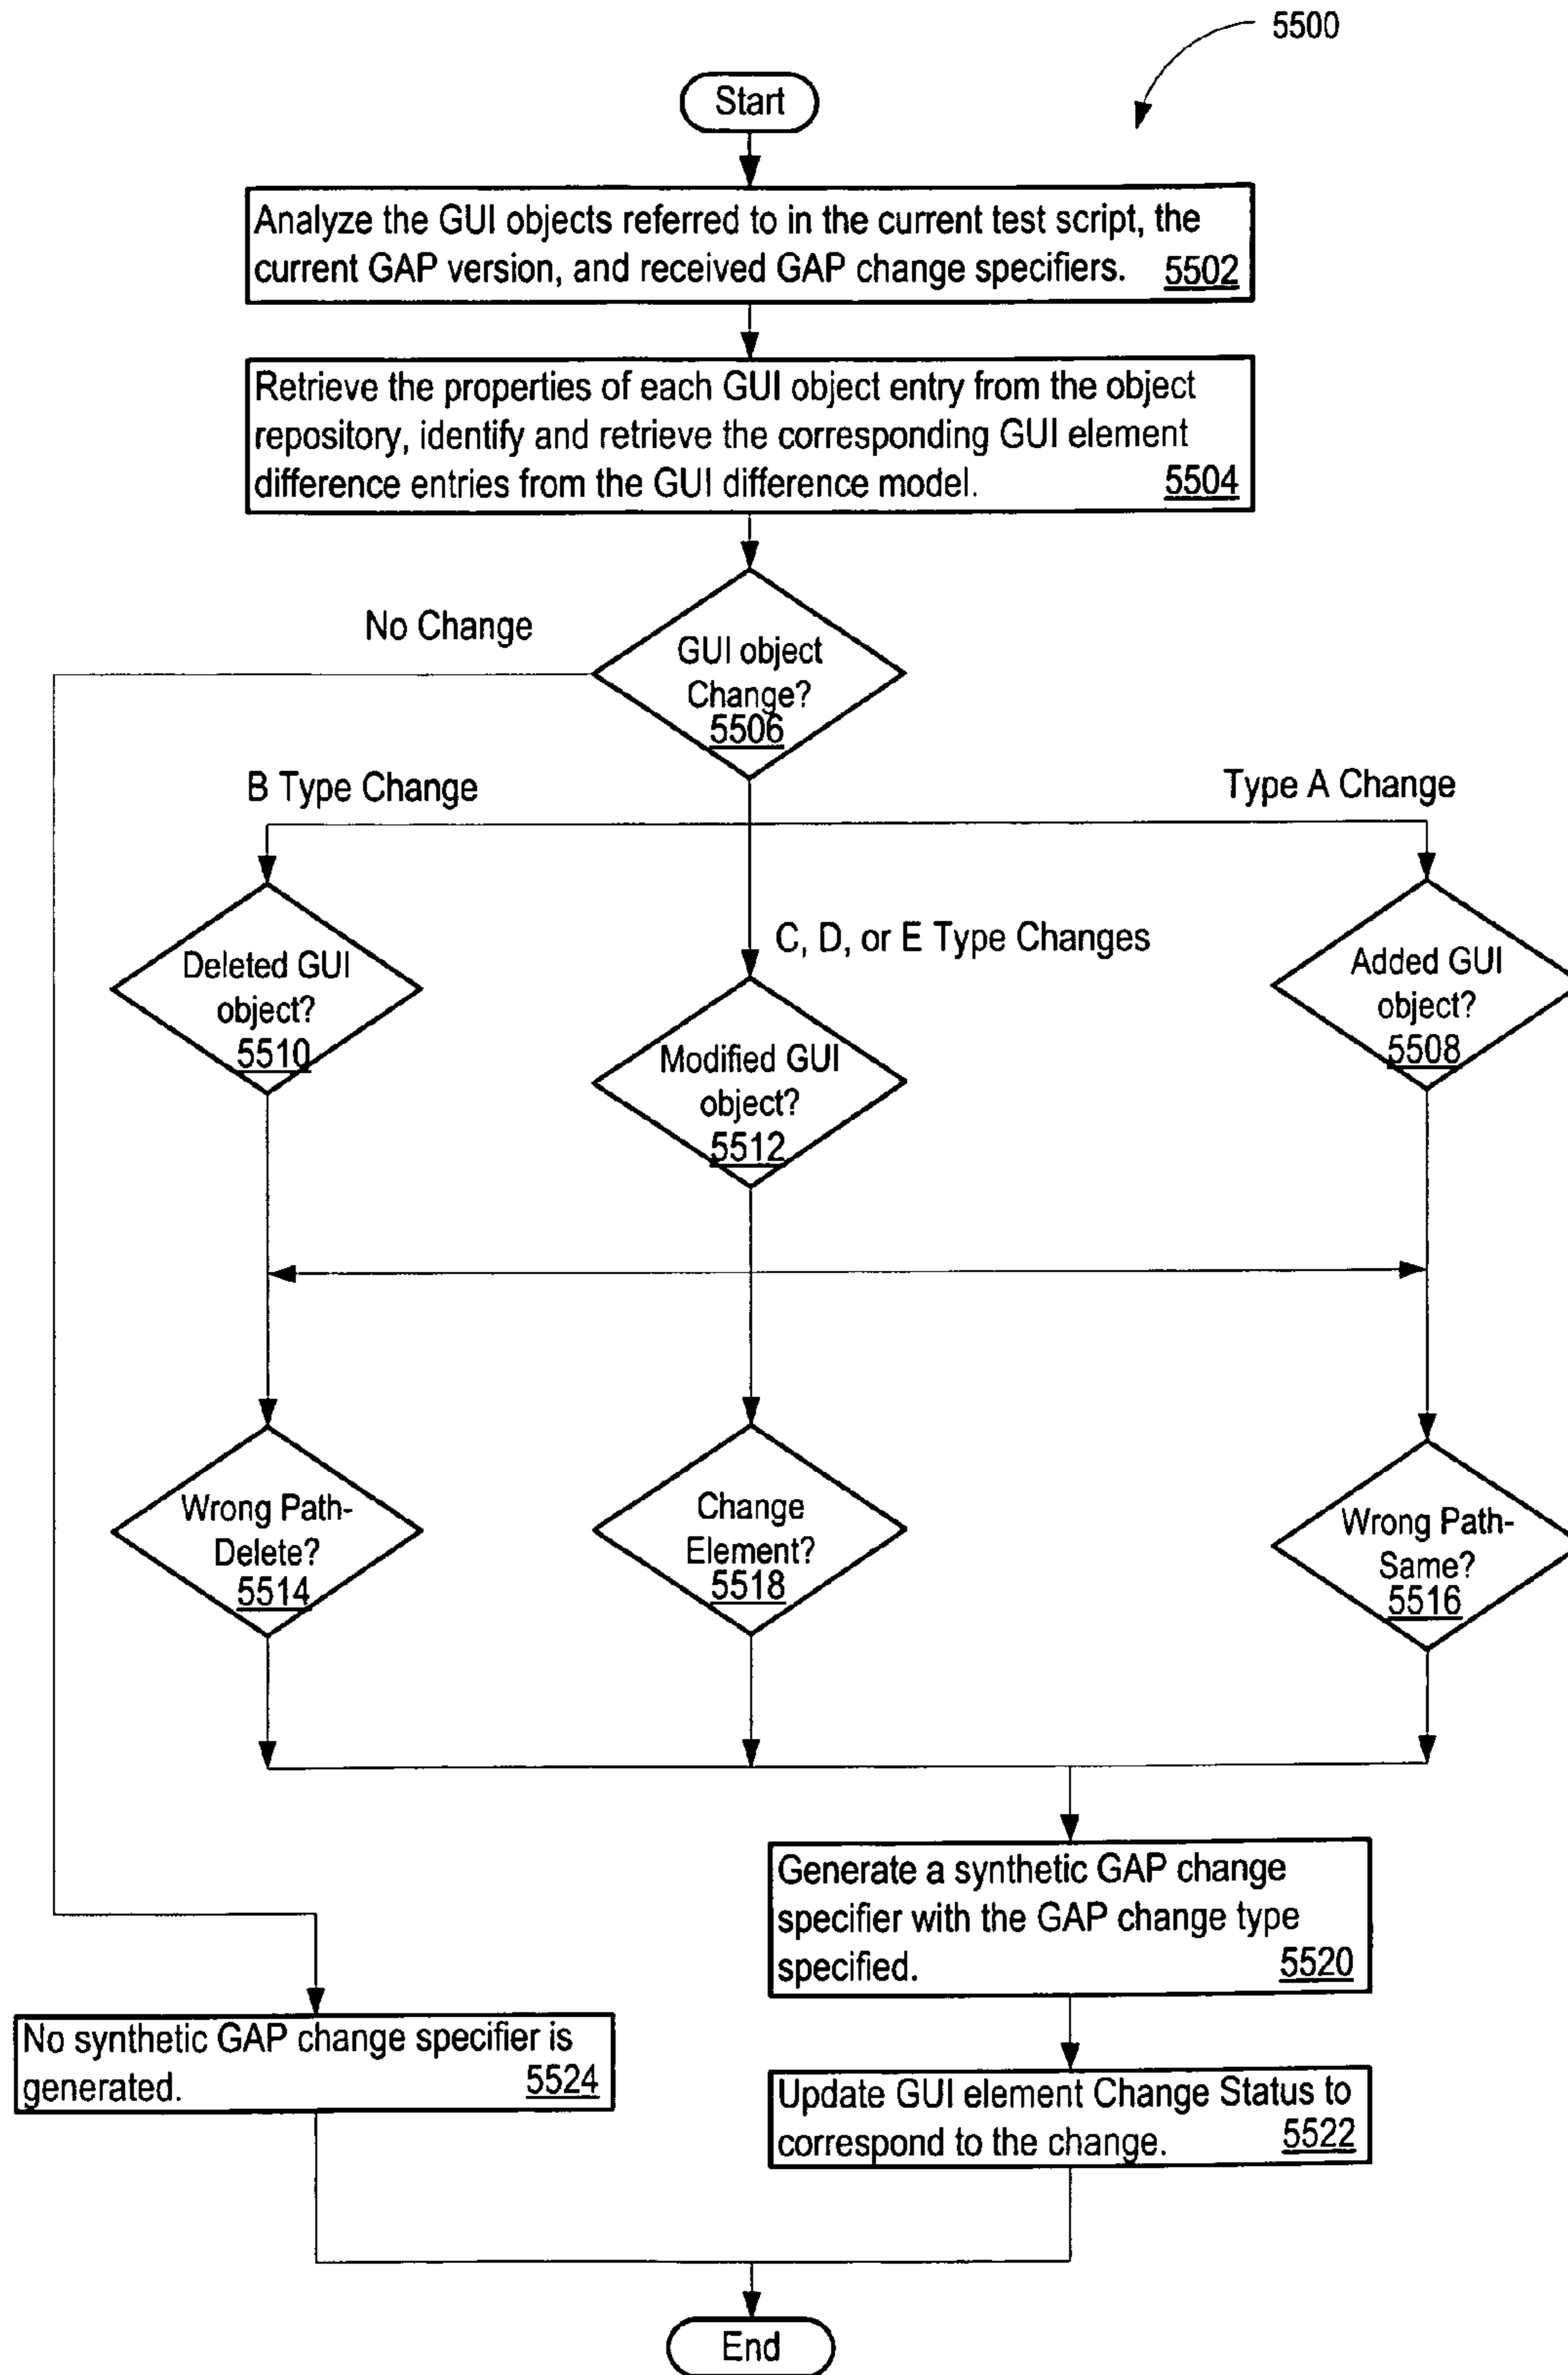 5500
Start
Analyze the GUI objects referred to in the current test script, the
current GAP version, and received GAP change specifiers. 5502
Retrieve the properties of each GUI object entry from the object
repository, identify and retrieve the corresponding GUI element
difference entries from the GUI difference model. 5504
No Change
GUI object
Change?
5506
B Type Change
Type A Change
C, D, or E Type Changes
Deleted GUI
object?
5510
Modified GUI
object?
5512
Added GUI
object?
5508
Wrong Path-
Delete?
5514
Change
Element?
5518
Wrong Path-
Same?
5516
Generate a synthetic GAP change
specifier with the GAP change type
specified. 5520
No synthetic GAP change specifier is
generated. 5524
Update GUI element Change Status to
correspond to the change. 5522
End